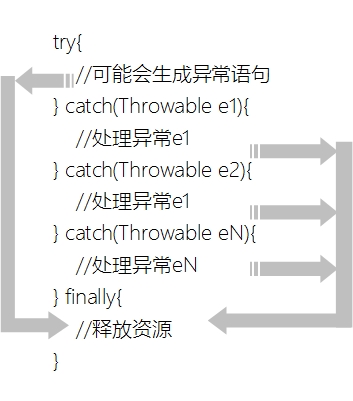 try{
//可能会生成异常语句
} catch(Throwable e1){
//处理异常e1
} catch(Throwable e2){
//处理异常e1
} catch(Throwable eN){
//处理异常eN
} finally{
//释放资源
}